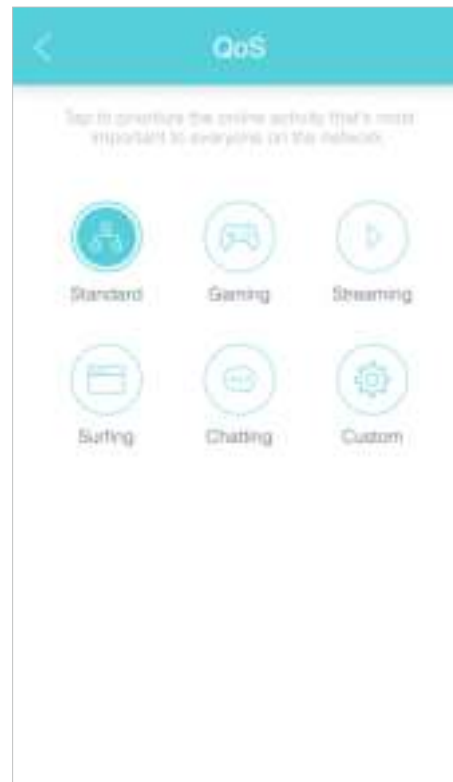 QoS
Tap to prioritize the online activity that's most
important to everyone on the network.
Standard
Gaming
Streaming
Surfing
Chatting
Custom